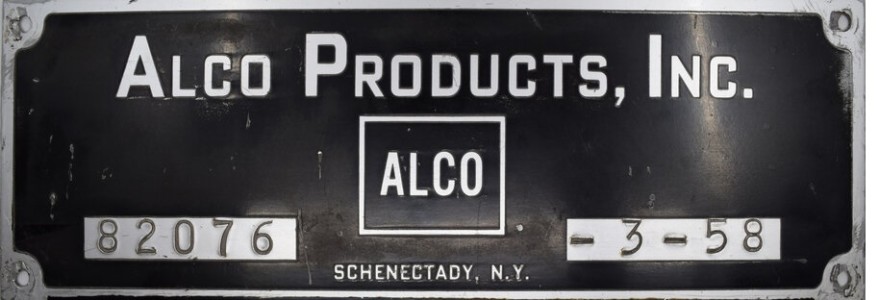 ALCO PRODUCTS, INC.
ALCO
82076 - 3 - 58
SCHENECTADY, N.Y.